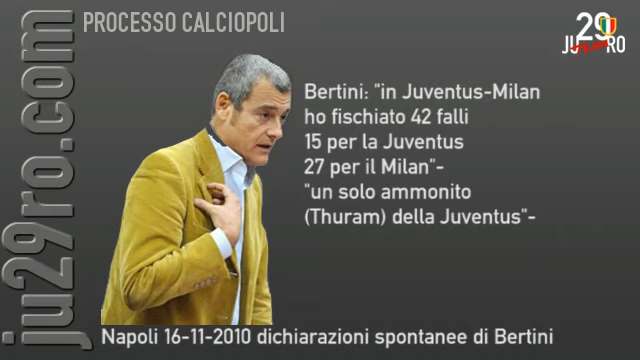 PROCESSO CALCIOPOLI
29
JU TEAM RO
ju29ro.com
Bertini: "in Juventus-Milan
ho fischiato 42 falli
15 per la Juventus
27 per il Milan"-
"un solo ammonito
(Thuram) della Juventus"-
Napoli 16-11-2010 dichiarazioni spontanee di Bertini